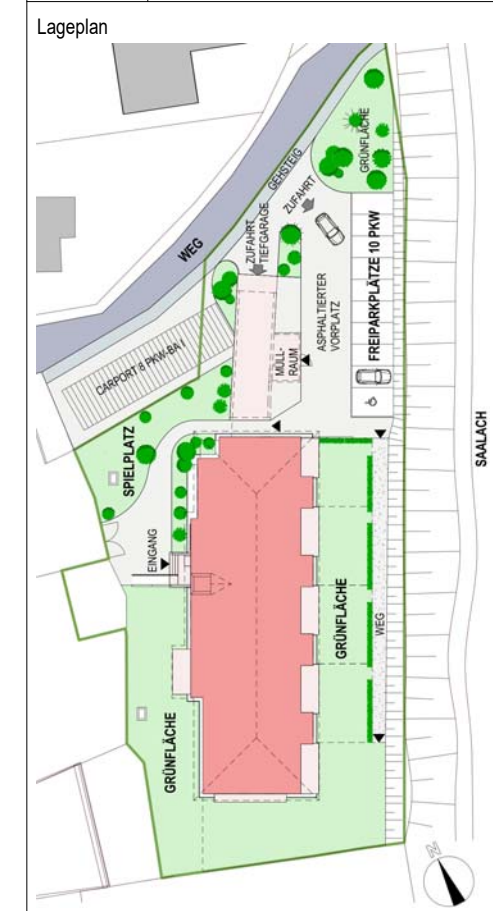 Lageplan
GRÜNFLÄCHE
GEHSTEIG
ZUFAHRT
WEG
ZUFAHRT
TIEFGARAGE
FREIPARKPLÄTZE 10 PKW
ASPHALTIERTER
VORPLATZ
CARPORT 6 PKW-BA I
MÜLL-
RAUM
SPIELPLATZ
SAALACH
EINGANG
GRÜNFLÄCHE
WEG
GRÜNFLÄCHE
N